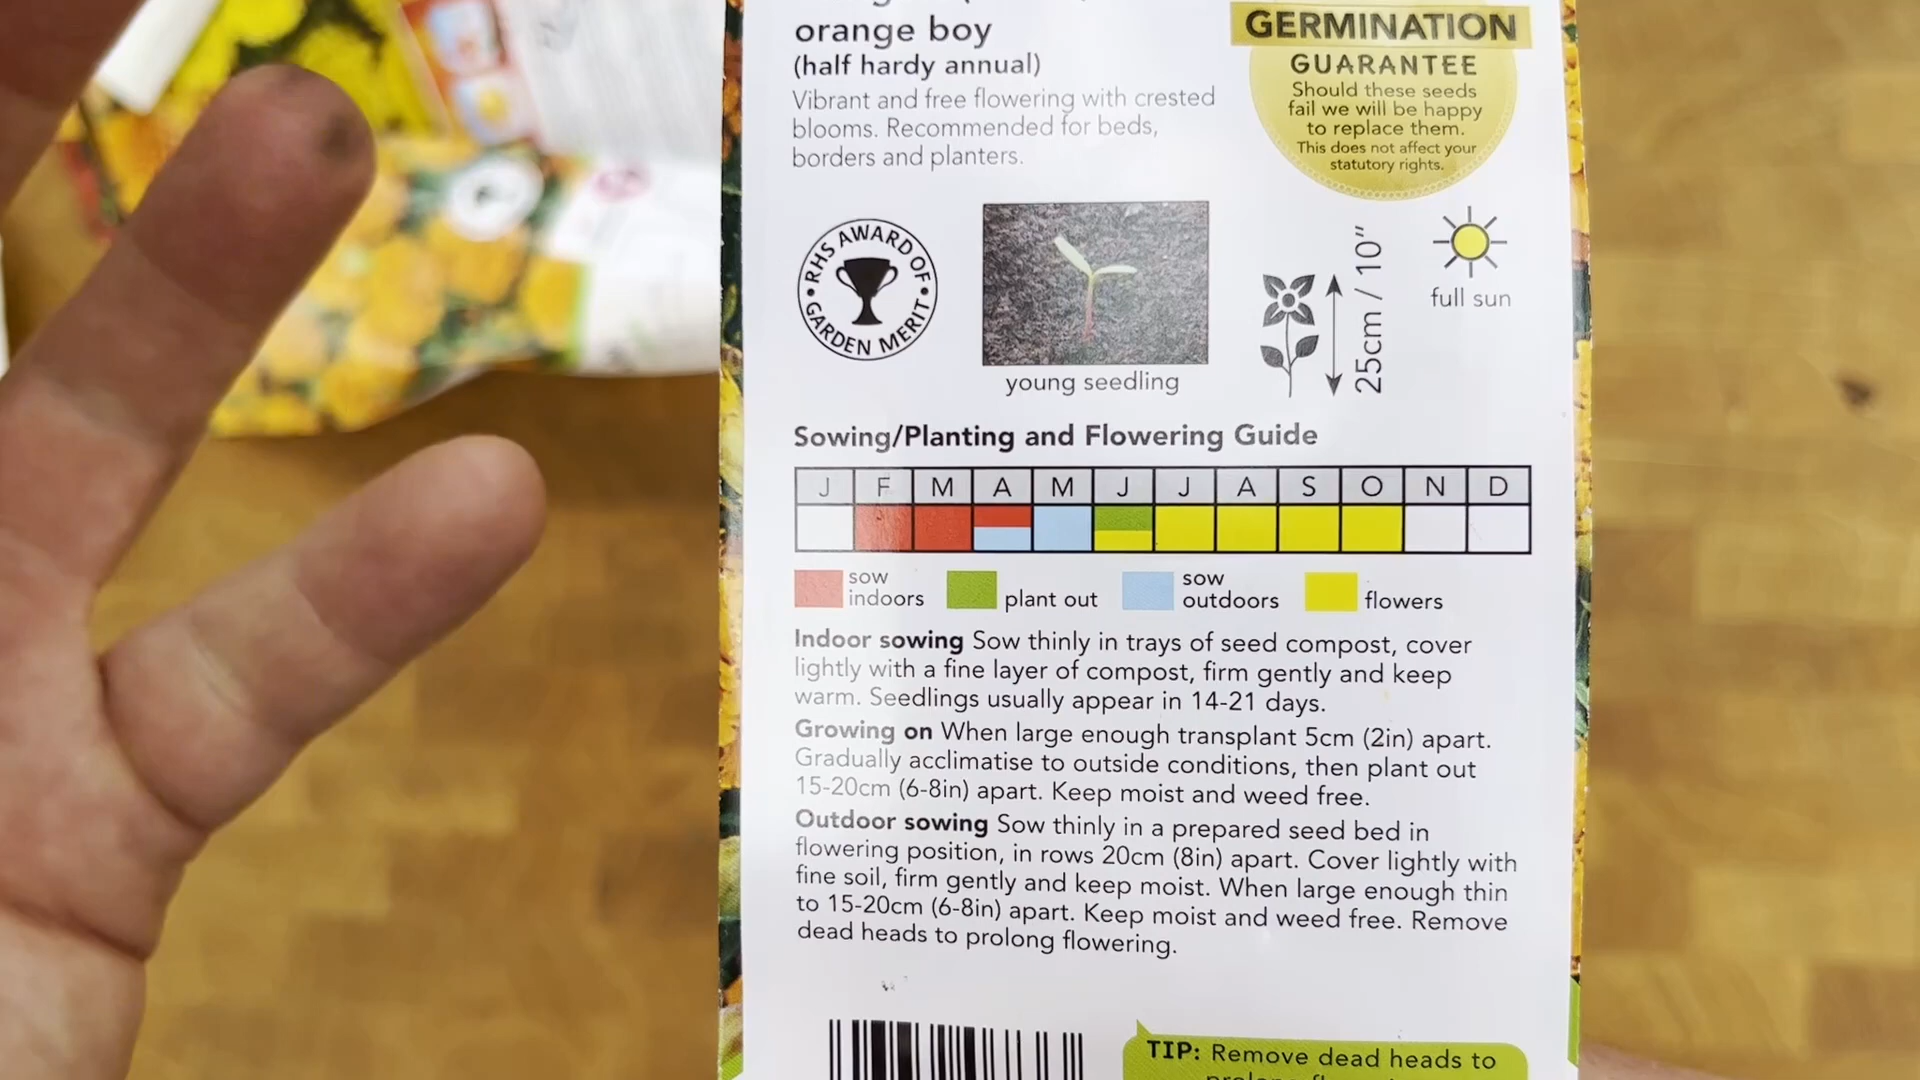 orange boy
(half hardy annual)
Vibrant and free flowering with crested
blooms. Recommended for beds,
borders and planters.
GERMINATION
GUARANTEE
Should these seeds
fail we will be happy
to replace them.
This does not affect your
statutory rights.
RHS AWARD OF
GARDEN MERIT
young seedling
25cm / 10"
full sun
Sowing/Planting and Flowering Guide
J F M A M J J A S O N D
sow
indoors
plant out
sow
outdoors
flowers
Indoor sowing Sow thinly in trays of seed compost, cover
lightly with a fine layer of compost, firm gently and keep
warm. Seedlings usually appear in 14-21 days.
Growing on When large enough transplant 5cm (2in) apart.
Gradually acclimatise to outside conditions, then plant out
15-20cm (6-8in) apart. Keep moist and weed free.
Outdoor sowing Sow thinly in a prepared seed bed in
flowering position, in rows 20cm (8in) apart. Cover lightly with
fine soil, firm gently and keep moist. When large enough thin
to 15-20cm (6-8in) apart. Keep moist and weed free. Remove
dead heads to prolong flowering.
TIP: Remove dead heads to